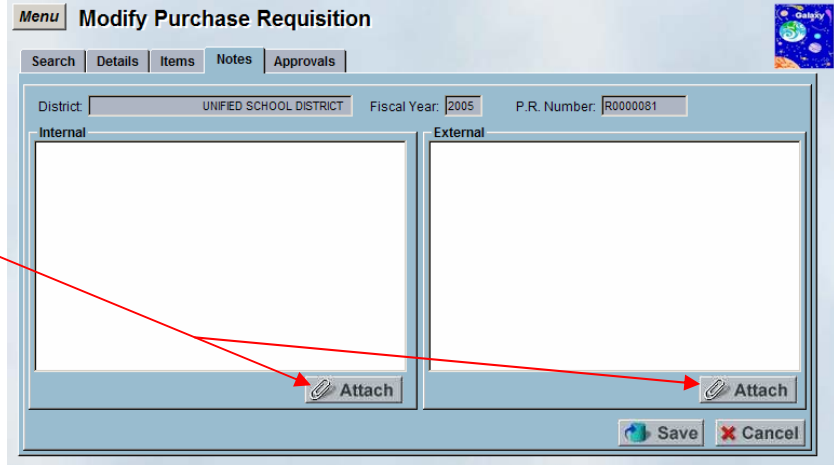 Menu Modify Purchase Requisition
Galaxy
Search Details Items Notes Approvals
District: UNIFIED SCHOOL DISTRICT Fiscal Year: 2005 P.R. Number: R0000081
Internal External
Attach Attach
Save Cancel